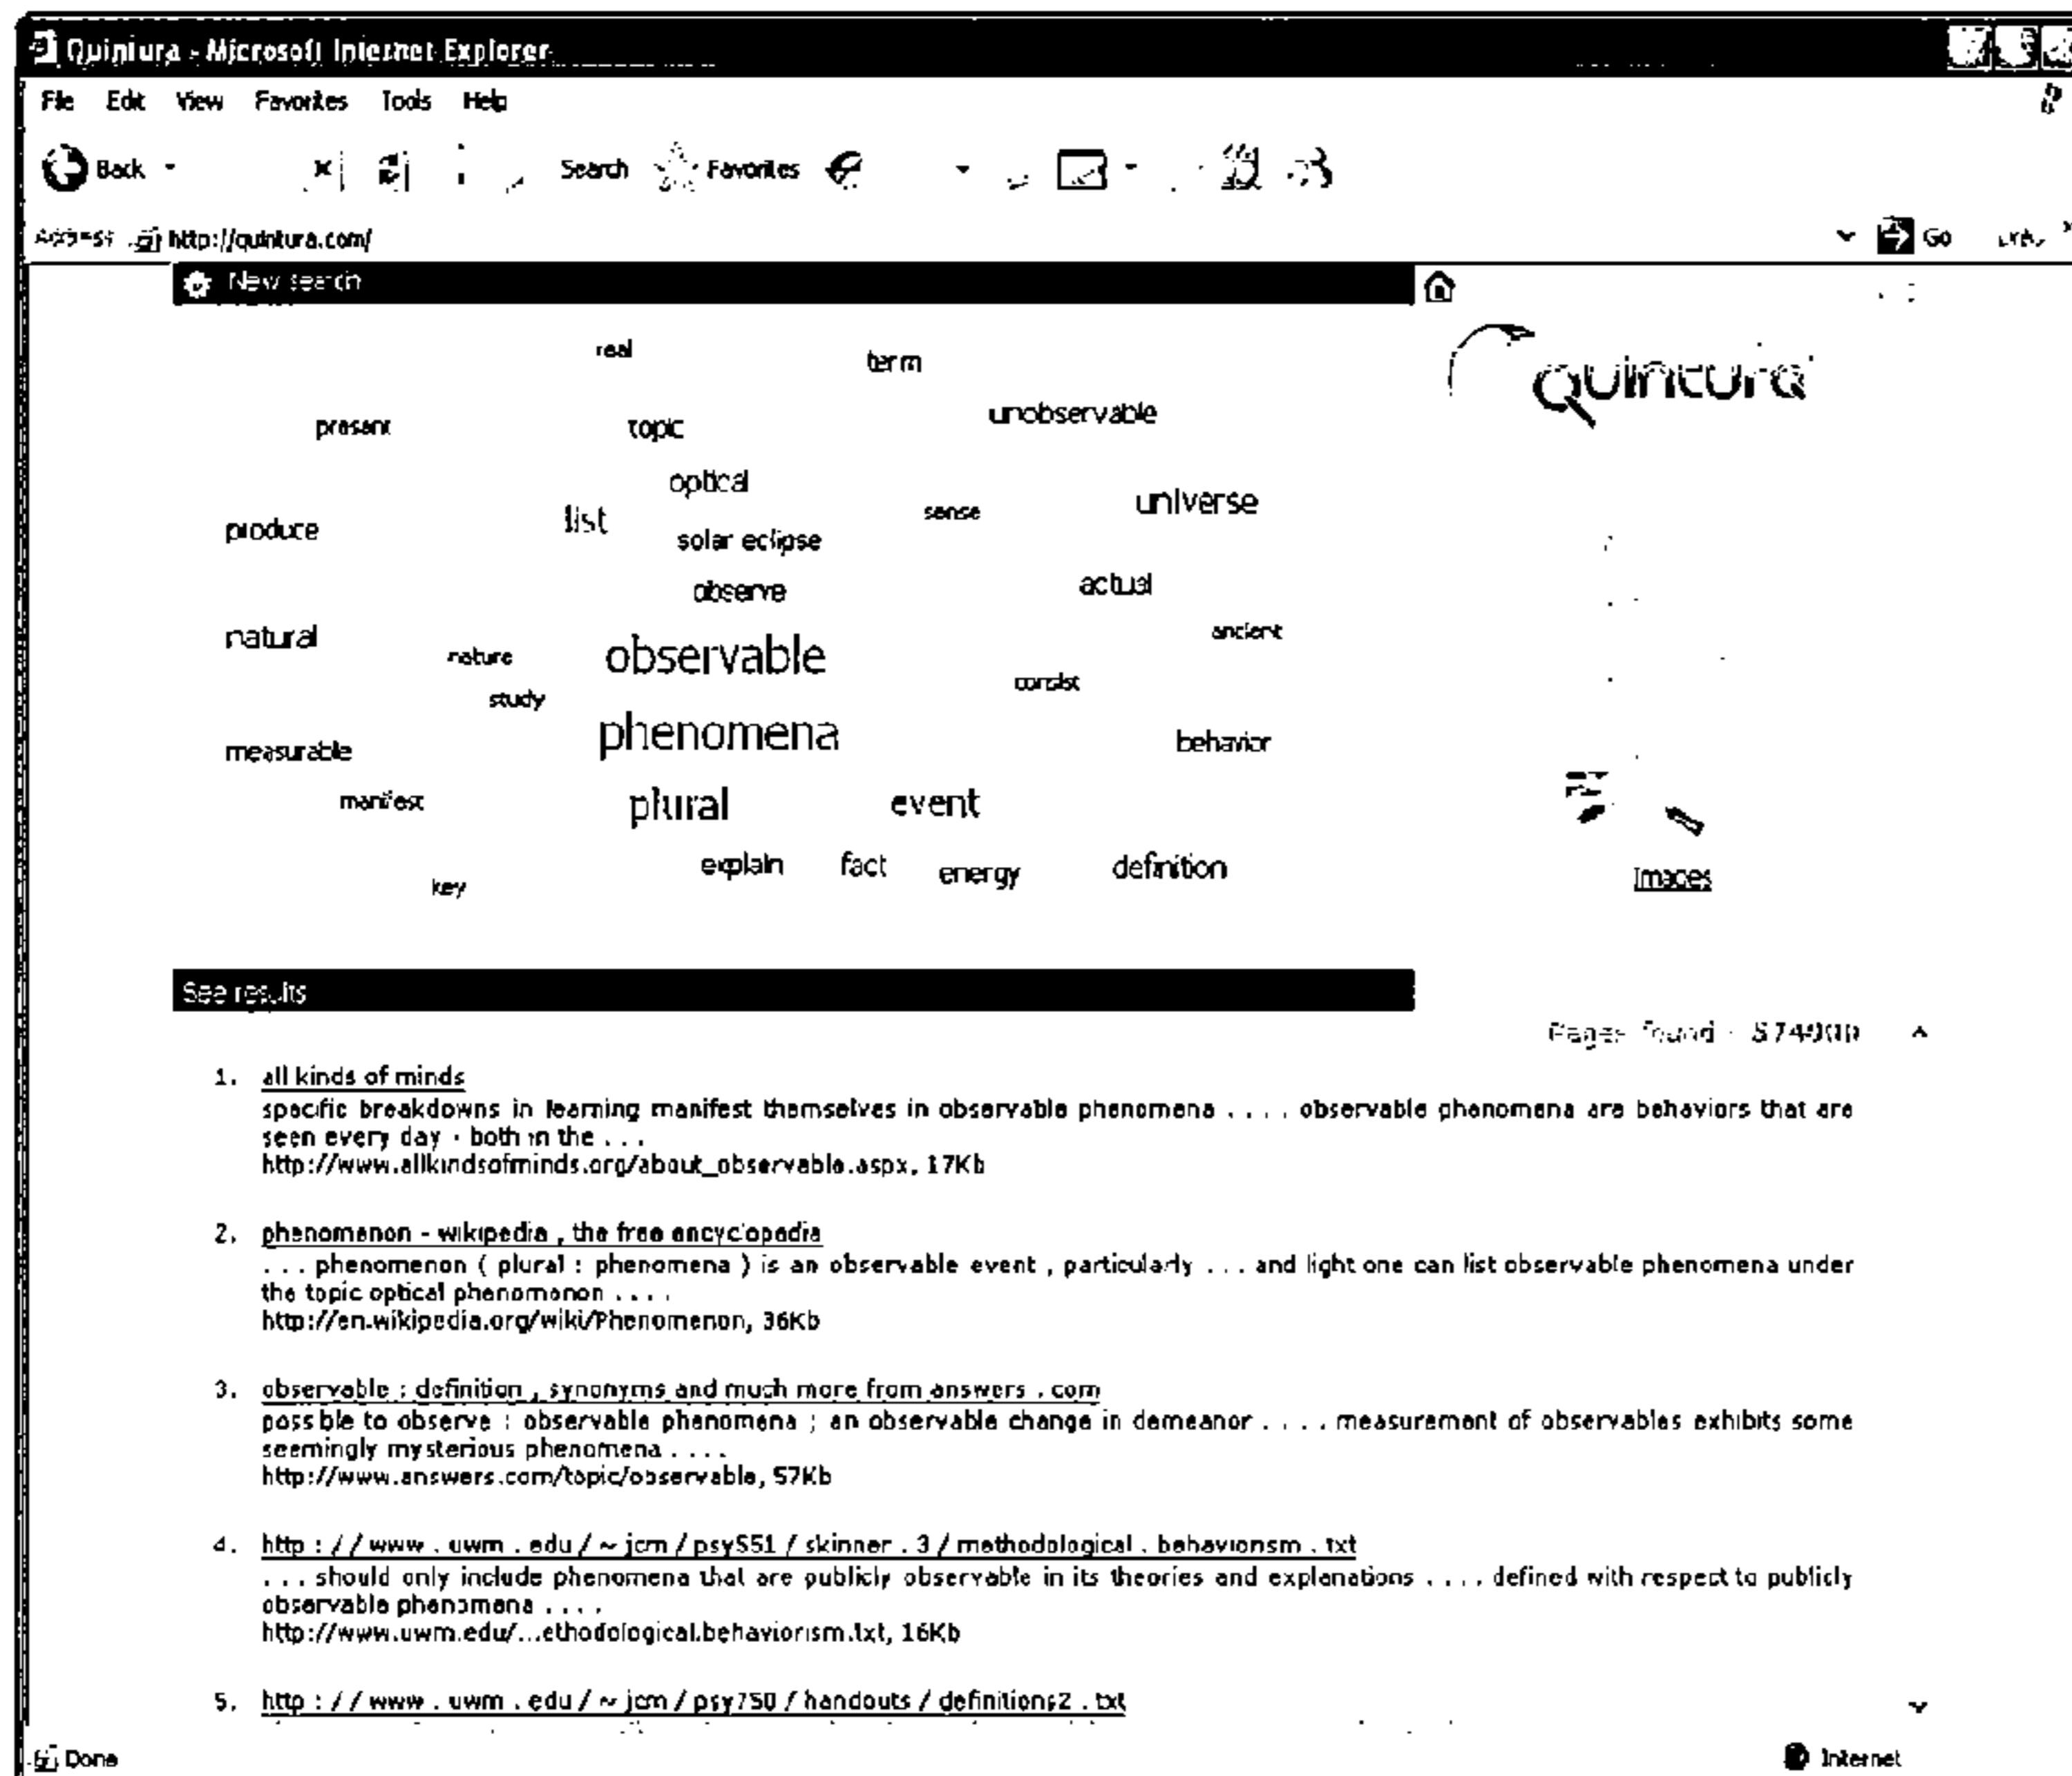 Quintura - Microsoft Internet Explorer
File Edit View Favorites Tools Help
Back Search Favorites
Address http://quintura.com/ Go Links
New search
real
term
quintura
unobservable
present
topic
optical
universe
list
sense
produce
solar eclipse
actual
observe
ancient
natural
observable
nature
consist
study
phenomena
behavior
measurable
manifest
plural
event
explain
fact
energy
definition
Images
key
See results
Pages found : 874000
1. all kinds of minds
specific breakdowns in learning manifest themselves in observable phenomena . . . . observable phenomena are behaviors that are
seen every day - both in the . . .
http://www.allkindsofminds.org/about_observable.aspx, 17Kb
2. phenomenon - wikipedia , the free encyclopedia
. . . phenomenon ( plural : phenomena ) is an observable event , particularly . . . and light one can list observable phenomena under
the topic optical phenomenon . . . .
http://en.wikipedia.org/wiki/Phenomenon, 36Kb
3. observable : definition , synonyms and much more from answers . com
possible to observe : observable phenomena ; an observable change in demeanor . . . . measurement of observables exhibits some
seemingly mysterious phenomena . . . .
http://www.answers.com/topic/observable, 57Kb
4. http : / / www . uwm . edu / ~ jcm / psy551 / skinner . 3 / methodological . behaviorism . txt
. . . should only include phenomena that are publicly observable in its theories and explanations . . . . defined with respect to publicly
observable phenomena . . . .
http://www.uwm.edu/...ethodological.behaviorism.txt, 16Kb
5. http : / / www . uwm . edu / ~ jcm / psy750 / handouts / definitions2 . txt
Done Internet